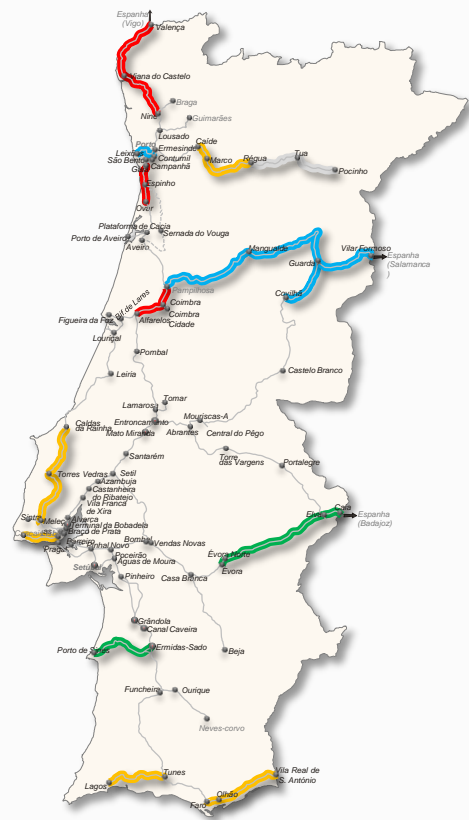 Espanha
(Vigo)
Valença
Viana do Castelo
Braga
Nine
Guimarães
Lousado
Porto
Ermesinde
Caíde
Leixões
Contumil
São Bento
Campanhã
Marco
Régua
Tua
Pocinho
Espinho
Ovar
Plataforma de Cacia
Porto de Aveiro
Sernada do Vouga
Aveiro
Mangualde
Vilar Formoso
Guarda
Espanha
(Salamanca
)
Pampilhosa
Covilhã
Bif. de Lares
Coimbra
Figueira da Foz
Alfarelos
Coimbra
Cidade
Louriçal
Pombal
Leiria
Castelo Branco
Tomar
Lamarosa
Caldas
da Rainha
Entroncamento
Mouriscas-A
Mato Miranda
Abrantes
Central do Pêgo
Santarém
Torre
das Vargens
Portalegre
Torres Vedras
Setil
Azambuja
Castanheira
do Ribatejo
Vila Franca
de Xira
Caia
Elvas
Espanha
(Badajoz)
Sintra
Meleças
Alverca
Terminal da Bobadela
Braço de Prata
Barreiro
Pinhal Novo
Bombel
Vendas Novas
Poceirão
Évora Norte
Águas de Moura
Setúbal
Évora
Pinheiro
Casa Branca
Grândola
Canal Caveira
Porto de Sines
Ermidas-Sado
Beja
Funcheira
Ourique
Neves-corvo
Tunes
Lagos
Vila Real de
S. António
Olhão
Faro